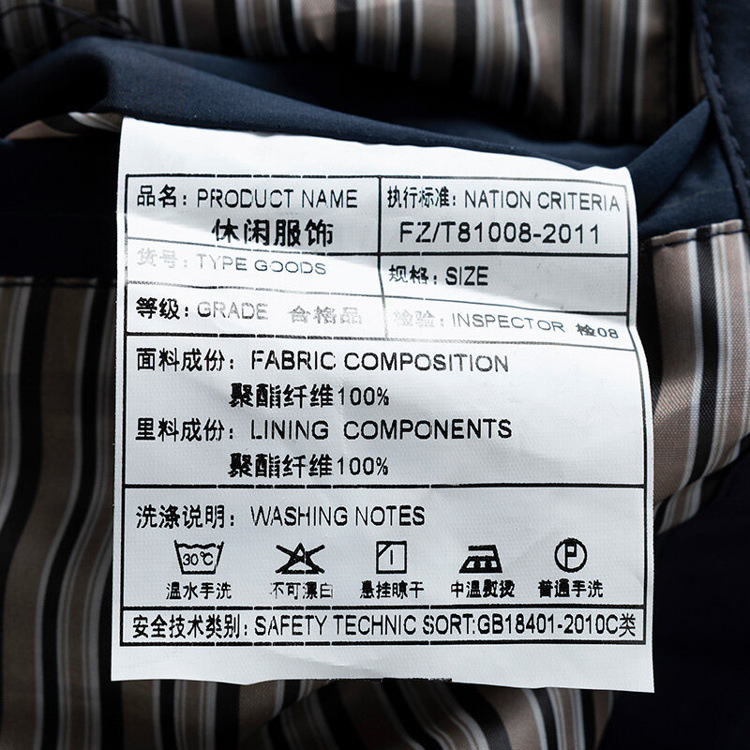 品名: PRODUCT NAME
休闲服饰
执行标准: NATION CRITERIA
FZ/T81008-2011
货号: TYPE GOODS
规格: SIZE
等级: GRADE 合格品
检验: INSPECTOR 检08
面料成份: FABRIC COMPOSITION
聚酯纤维100%
里料成份: LINING COMPONENTS
聚酯纤维100%
洗涤说明: WASHING NOTES
30℃
1
P
温水手洗 不可漂白 悬挂晾干 中温熨烫 普通手洗
安全技术类别: SAFETY TECHNIC SORT:GB18401-2010C类